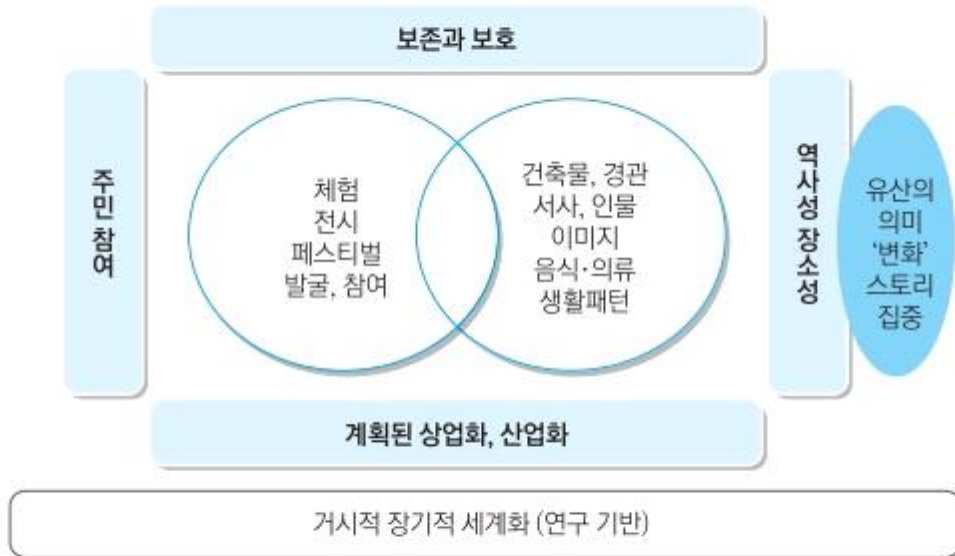 보존과 보호
주민 참여
체험
전시
페스티벌
발굴, 참여
건축물, 경관
서사, 인물
이미지
음식·의류
생활패턴
역사성 장소성
유산의
의미
‘변화’
스토리
집중
계획된 상업화, 산업화
거시적 장기적 세계화 (연구 기반)